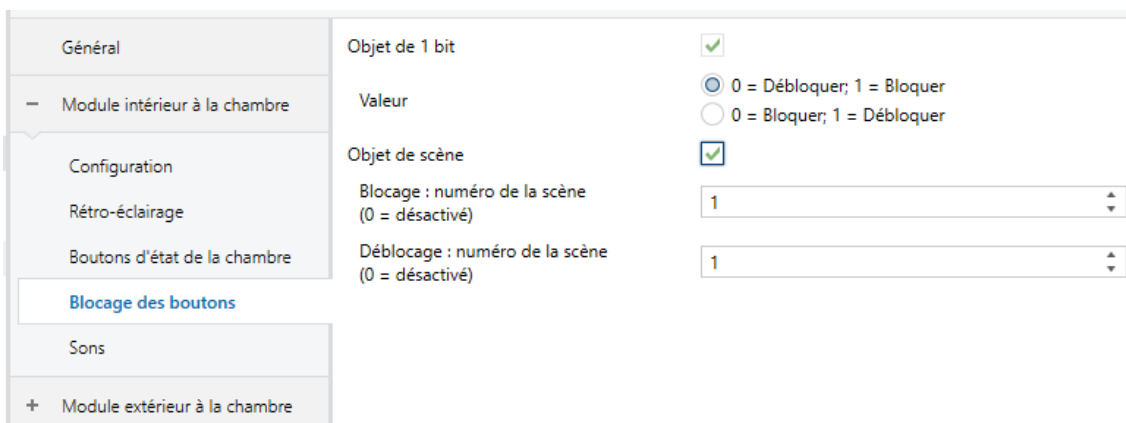 Général
Module intérieur à la chambre
Configuration
Rétro-éclairage
Boutons d'état de la chambre
Blocage des boutons
Sons
Module extérieur à la chambre
Objet de 1 bit
Valeur
0 = Débloquer; 1 = Bloquer
0 = Bloquer; 1 = Débloquer
Objet de scène
Blocage : numéro de la scène
(0 = désactivé)
1
Déblocage : numéro de la scène
(0 = désactivé)
1